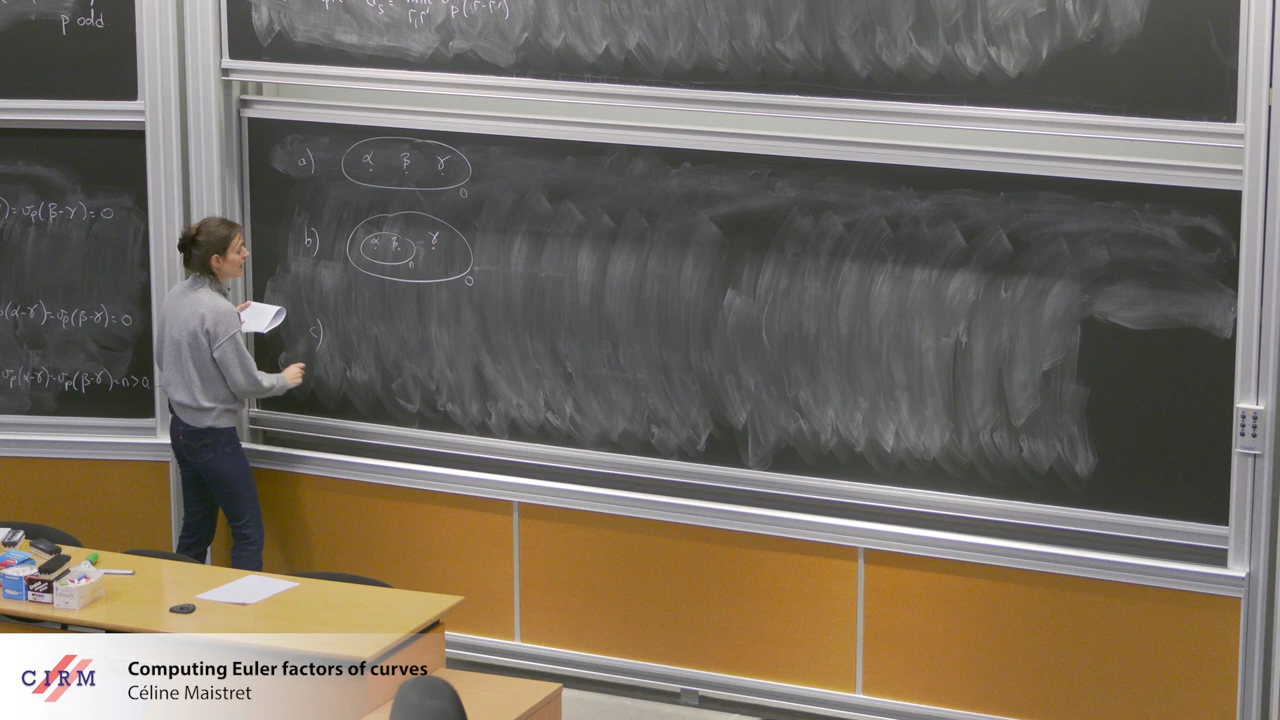 p odd
) = v_p(β-γ) = 0
(α-γ) = v_p(β-γ) = 0
v_p(α-γ) = v_p(β-γ) = n > 0
a) α β γ 0
b) α β n γ 0
c)
CIRM
Computing Euler factors of curves
Céline Maistret